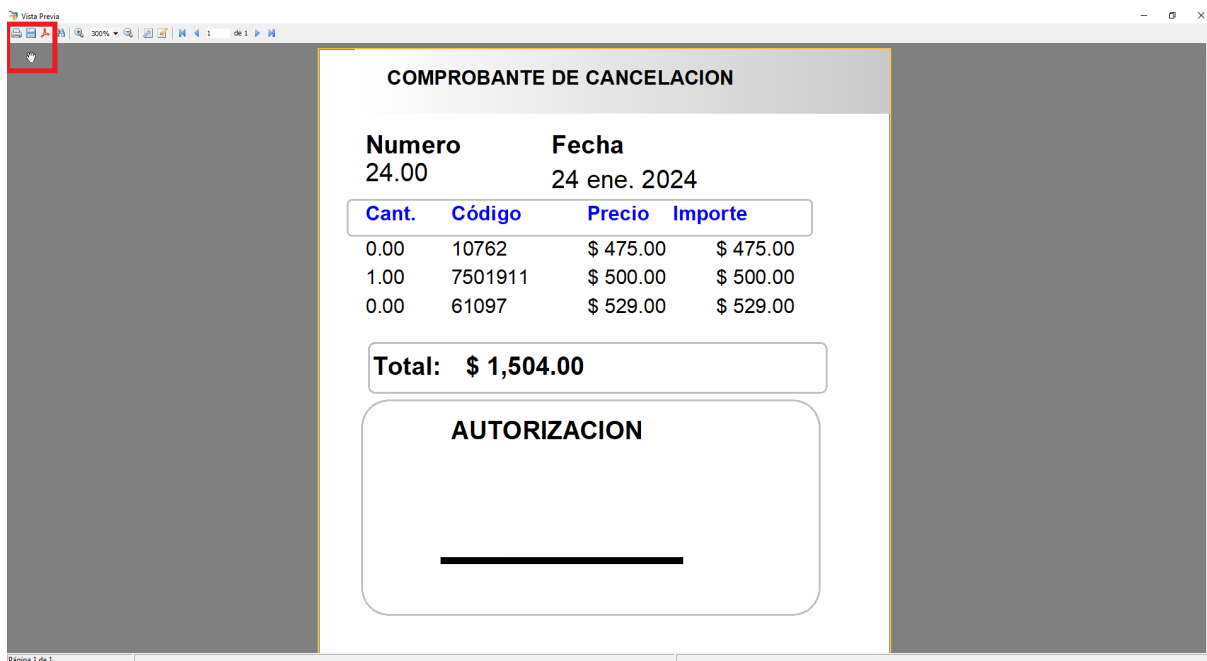 Vista Previa
300% 1 de 1
COMPROBANTE DE CANCELACION
Numero Fecha
24.00 24 ene. 2024
Cant. Código Precio Importe
0.00 10762 $ 475.00 $ 475.00
1.00 7501911 $ 500.00 $ 500.00
0.00 61097 $ 529.00 $ 529.00
Total: $ 1,504.00
AUTORIZACION
Página 1 de 1